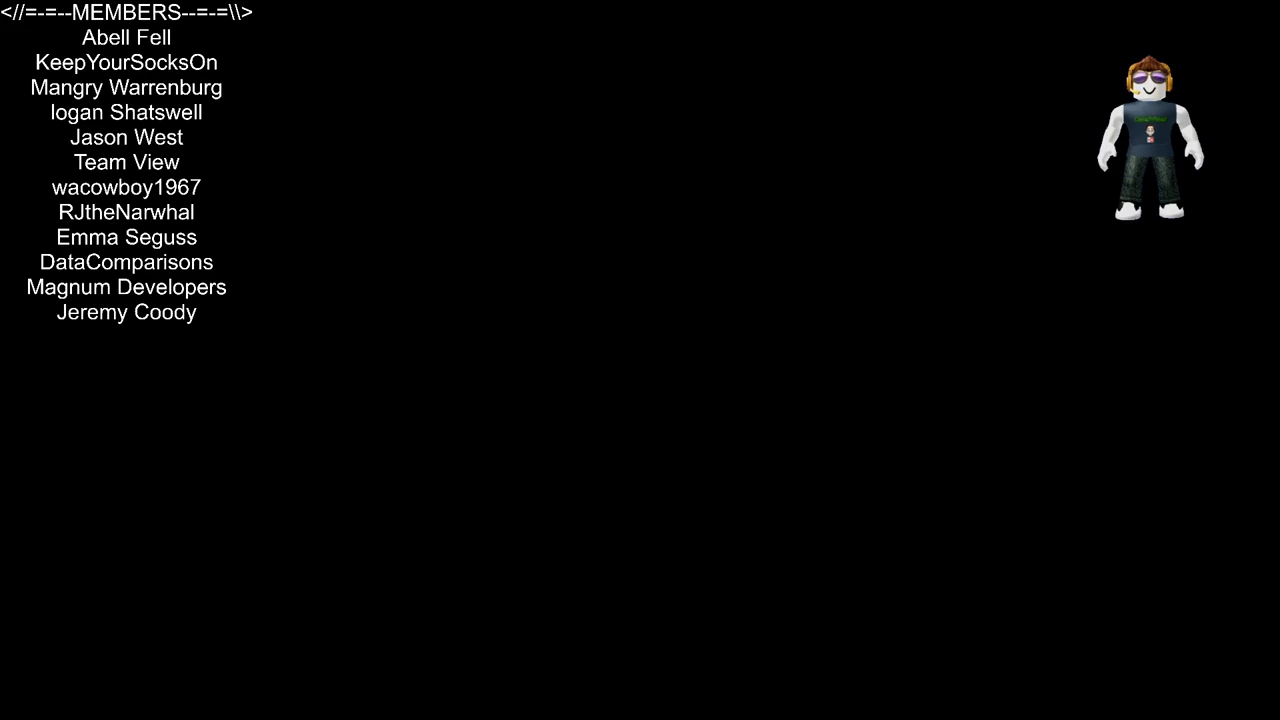 <//=-=--MEMBERS--=-=\\>
Abell Fell
KeepYourSocksOn
Mangry Warrenburg
logan Shatswell
Jason West
Team View
wacowboy1967
RJtheNarwhal
Emma Seguss
DataComparisons
Magnum Developers
Jeremy Coody